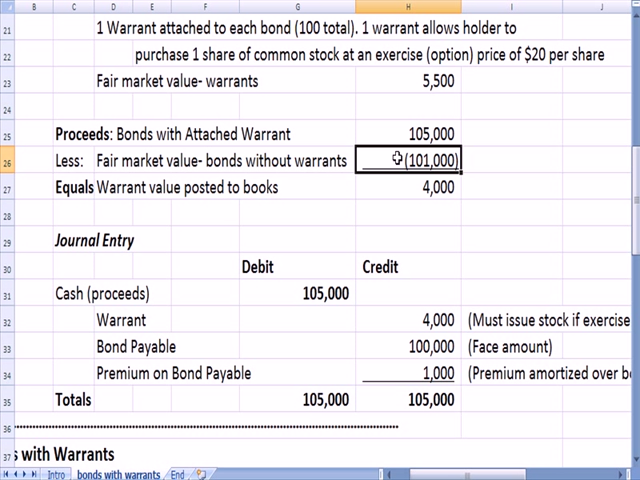 B C D E F G H I J
21 1 Warrant attached to each bond (100 total). 1 warrant allows holder to
22 purchase 1 share of common stock at an exercise (option) price of $20 per share
23 Fair market value- warrants 5,500
25 Proceeds: Bonds with Attached Warrant 105,000
26 Less: Fair market value- bonds without warrants (101,000)
27 Equals Warrant value posted to books 4,000
28
29 Journal Entry
30 Debit Credit
31 Cash (proceeds) 105,000
32 Warrant 4,000 (Must issue stock if exercise
33 Bond Payable 100,000 (Face amount)
34 Premium on Bond Payable 1,000 (Premium amortized over b
35 Totals 105,000 105,000
36
37 s with Warrants
Intro bonds with warrants End